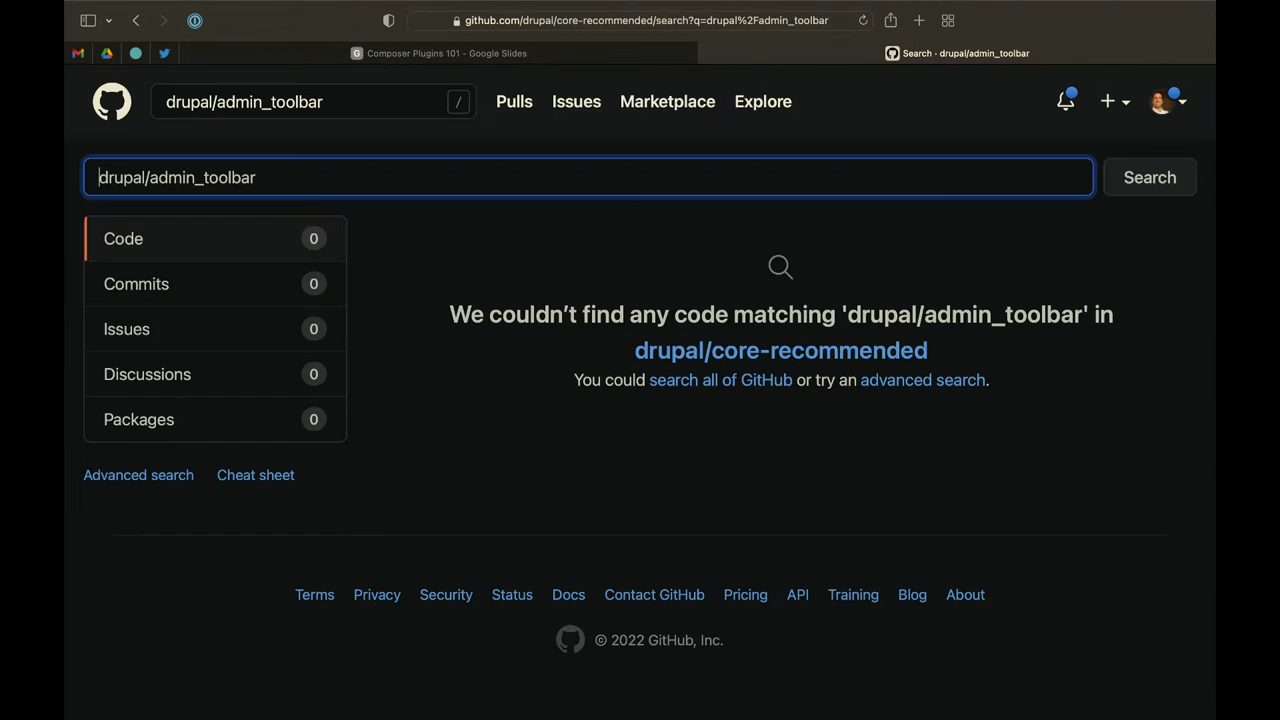 github.com/drupal/core-recommended/search?q=drupal%2Fadmin_toolbar
G Composer Plugins 101 - Google Slides
Search · drupal/admin_toolbar
drupal/admin_toolbar /
Pulls Issues Marketplace Explore
drupal/admin_toolbar
Search
Code 0
Commits 0
Issues 0
Discussions 0
Packages 0
Advanced search Cheat sheet
We couldn’t find any code matching 'drupal/admin_toolbar' in
drupal/core-recommended
You could search all of GitHub or try an advanced search.
Terms Privacy Security Status Docs Contact GitHub Pricing API Training Blog About
© 2022 GitHub, Inc.